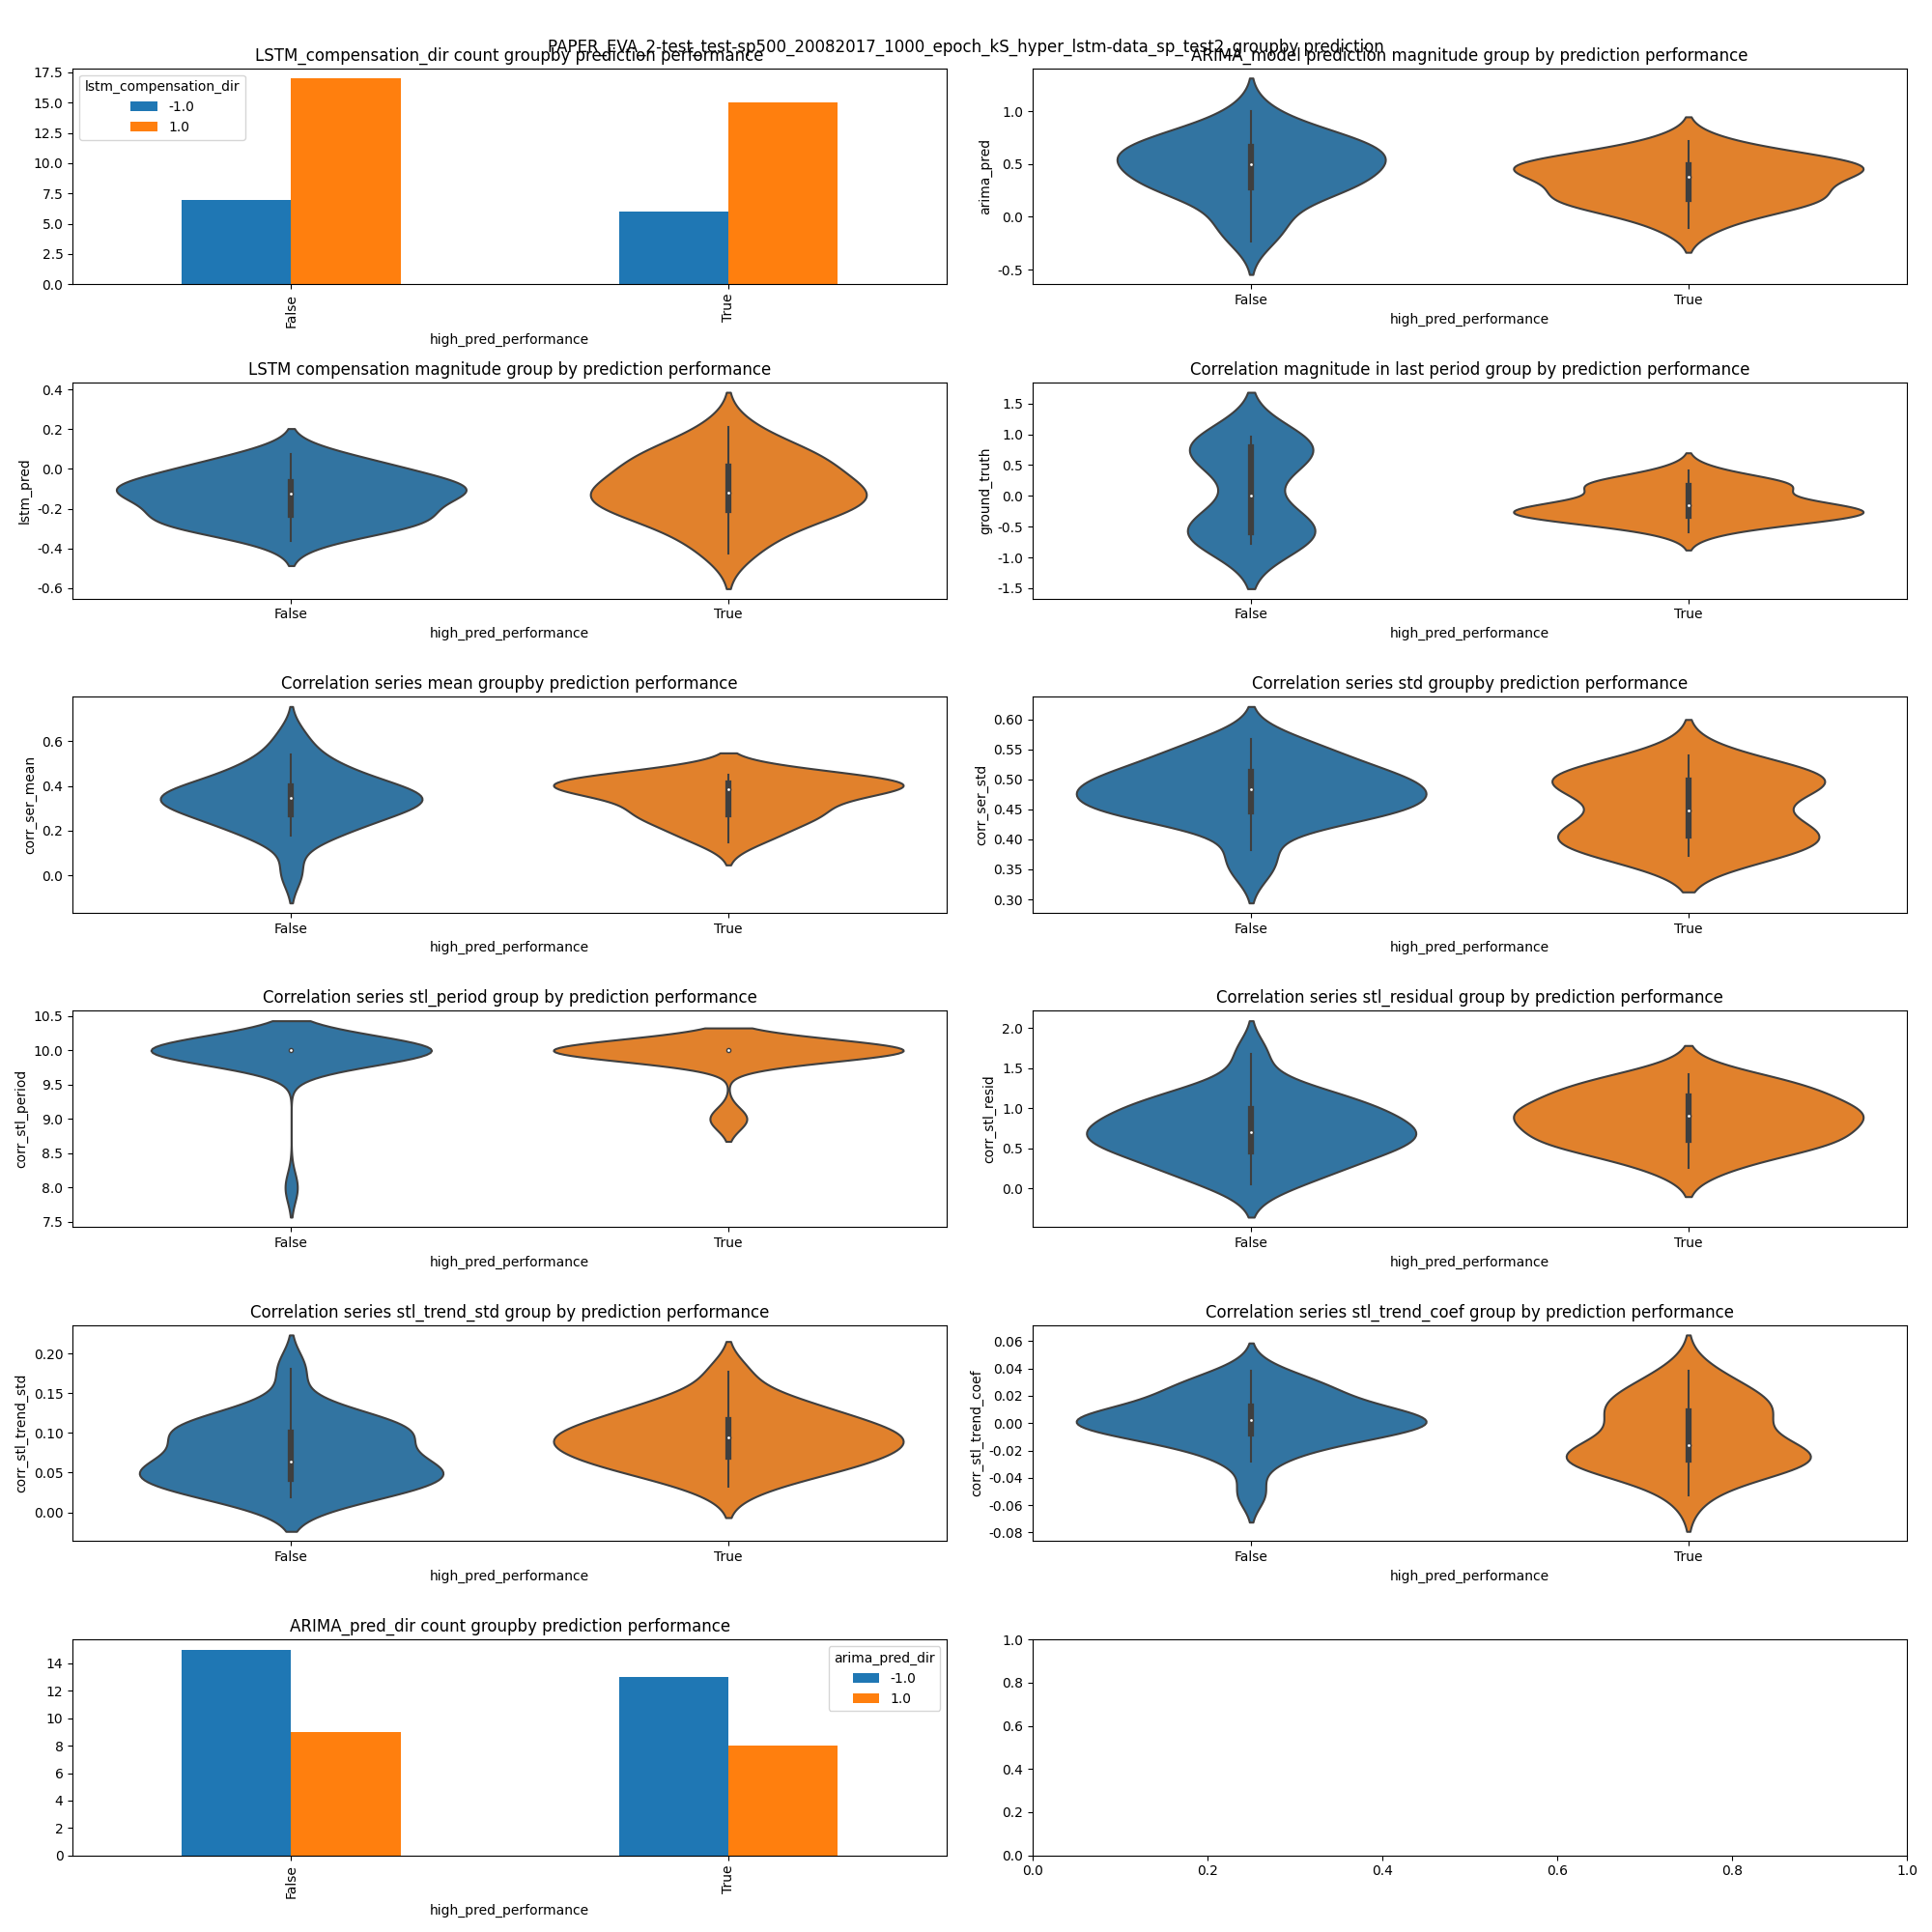 PAPER_EVA_2-test_test-sp500_20082017_1000_epoch_kS_hyper_lstm-data_sp_test2_groupby prediction
LSTM_compensation_dir count groupby prediction performance
17.5
15.0
12.5
10.0
7.5
5.0
2.5
0.0
lstm_compensation_dir
-1.0
1.0
False
True
high_pred_performance
ARIMA_model prediction magnitude group by prediction performance
arima_pred
1.0
0.5
0.0
-0.5
False
True
high_pred_performance
LSTM compensation magnitude group by prediction performance
lstm_pred
0.4
0.2
0.0
-0.2
-0.4
-0.6
False
True
high_pred_performance
Correlation magnitude in last period group by prediction performance
ground_truth
1.5
1.0
0.5
0.0
-0.5
-1.0
-1.5
False
True
high_pred_performance
Correlation series mean groupby prediction performance
corr_ser_mean
0.6
0.4
0.2
0.0
False
True
high_pred_performance
Correlation series std groupby prediction performance
corr_ser_std
0.60
0.55
0.50
0.45
0.40
0.35
0.30
False
True
high_pred_performance
Correlation series stl_period group by prediction performance
corr_stl_period
10.5
10.0
9.5
9.0
8.5
8.0
7.5
False
True
high_pred_performance
Correlation series stl_residual group by prediction performance
corr_stl_resid
2.0
1.5
1.0
0.5
0.0
False
True
high_pred_performance
Correlation series stl_trend_std group by prediction performance
corr_stl_trend_std
0.20
0.15
0.10
0.05
0.00
False
True
high_pred_performance
Correlation series stl_trend_coef group by prediction performance
corr_stl_trend_coef
0.06
0.04
0.02
0.00
-0.02
-0.04
-0.06
-0.08
False
True
high_pred_performance
ARIMA_pred_dir count groupby prediction performance
14
12
10
8
6
4
2
0
arima_pred_dir
-1.0
1.0
False
True
high_pred_performance
1.0
0.8
0.6
0.4
0.2
0.0
0.0
0.2
0.4
0.6
0.8
1.0